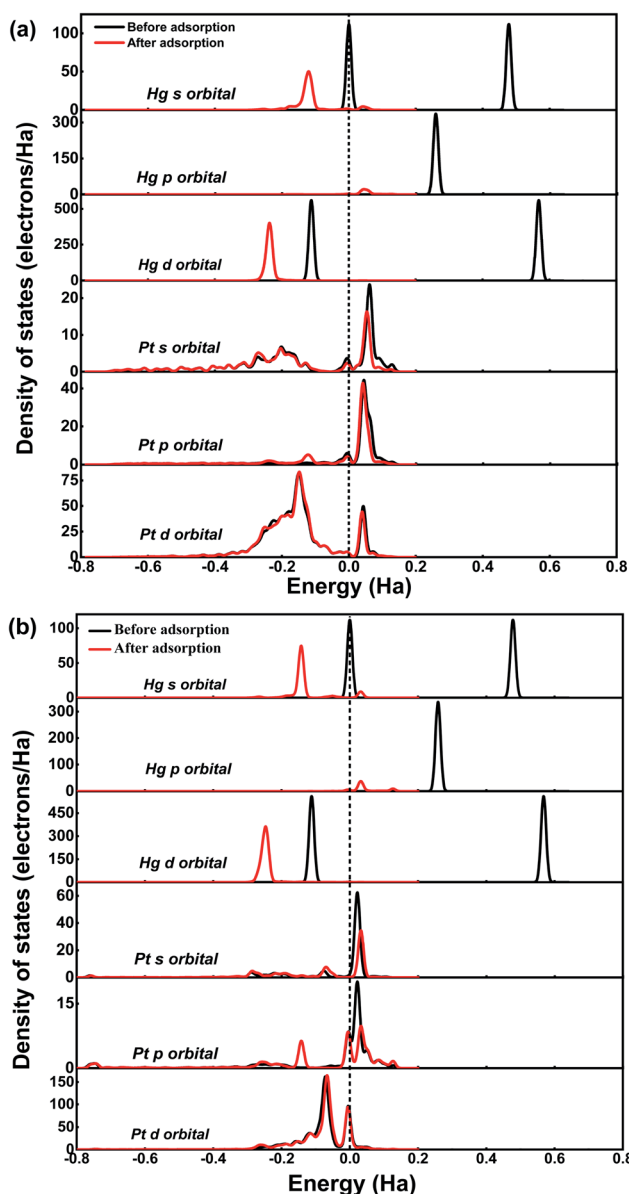 (a)
Before adsorption
After adsorption
100
50
0
Hg s orbital
300
150
0
Hg p orbital
500
250
0
Hg d orbital
20
10
0
Pt s orbital
40
20
0
Pt p orbital
75
50
25
0
Pt d orbital
Density of states (electrons/Ha)
-0.8 -0.6 -0.4 -0.2 0.0 0.2 0.4 0.6 0.8
Energy (Ha)
(b)
Before adsorption
After adsorption
100
50
0
Hg s orbital
300
200
100
0
Hg p orbital
450
300
150
0
Hg d orbital
60
40
20
0
Pt s orbital
15
0
Pt p orbital
150
100
50
0
Pt d orbital
Density of states (electrons/Ha)
-0.8 -0.6 -0.4 -0.2 0.0 0.2 0.4 0.6 0.8
Energy (Ha)